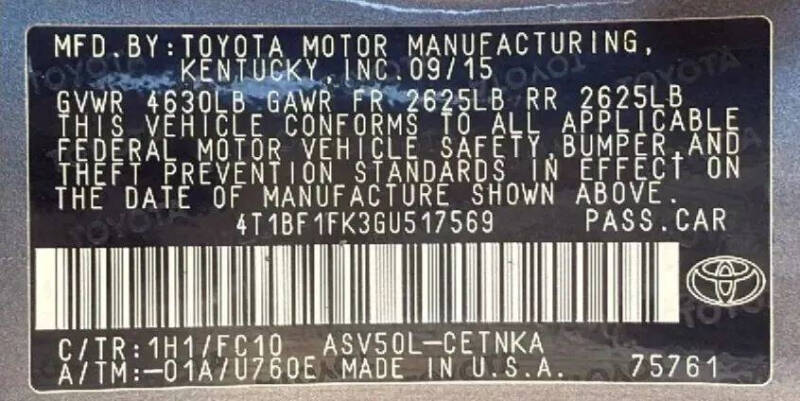 MFD.BY:TOYOTA MOTOR MANUFACTURING,
KENTUCKY,INC.09/15
GVWR 4630LB GAWR FR 2625LB RR 2625LB
THIS VEHICLE CONFORMS TO ALL APPLICABLE
FEDERAL MOTOR VEHICLE SAFETY,BUMPER,AND
THEFT PREVENTION STANDARDS IN EFFECT ON
THE DATE OF MANUFACTURE SHOWN ABOVE.
4T1BF1FK3GU517569 PASS.CAR
C/TR:1H1/FC10 ASV50L-CETNKA
A/TM:-01A/U760E MADE IN U.S.A. 75761